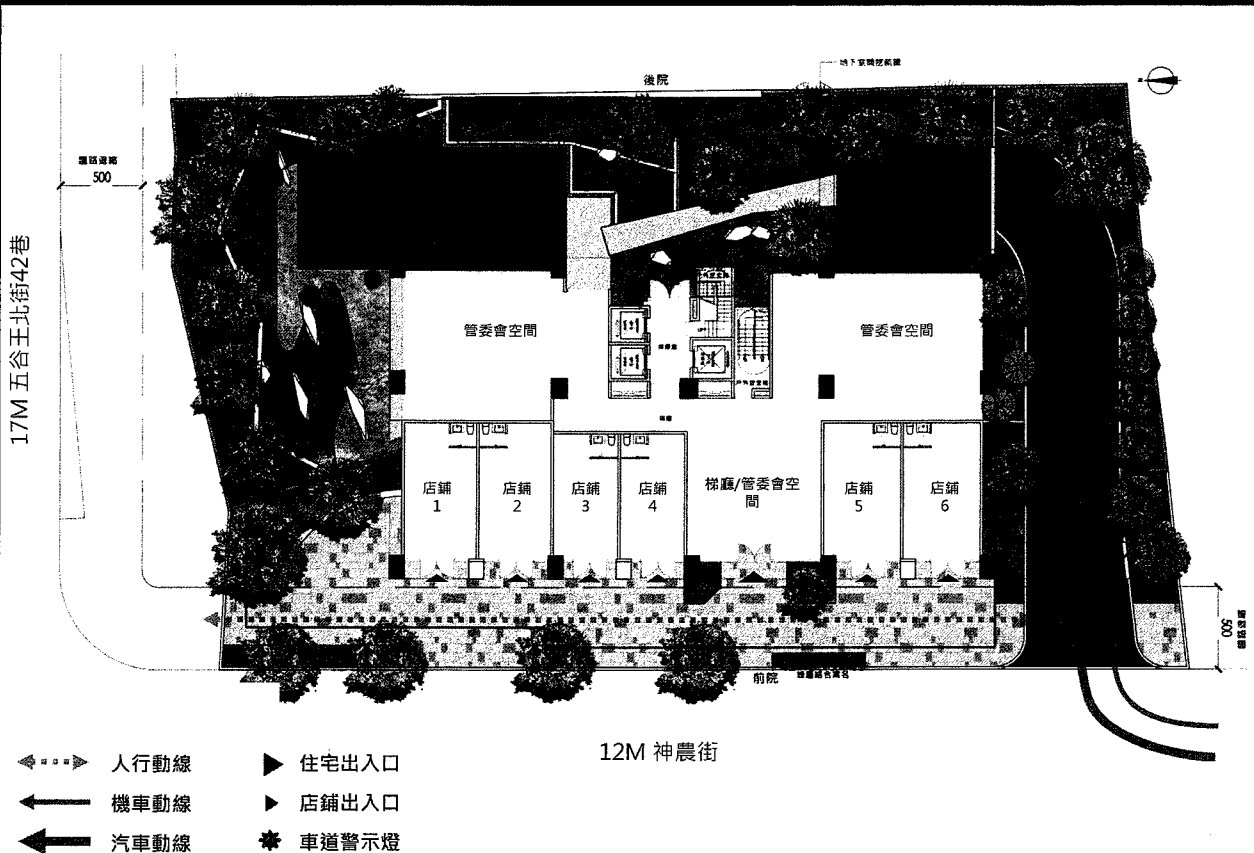 後院
500
17M 五谷王北街42巷
管委會空間
管委會空間
店鋪
1
店鋪
2
店鋪
3
店鋪
4
梯廳/管委會空
間
店鋪
5
店鋪
6
500
前院
12M 神農街
人行動線
住宅出入口
機車動線
店鋪出入口
汽車動線
車道警示燈